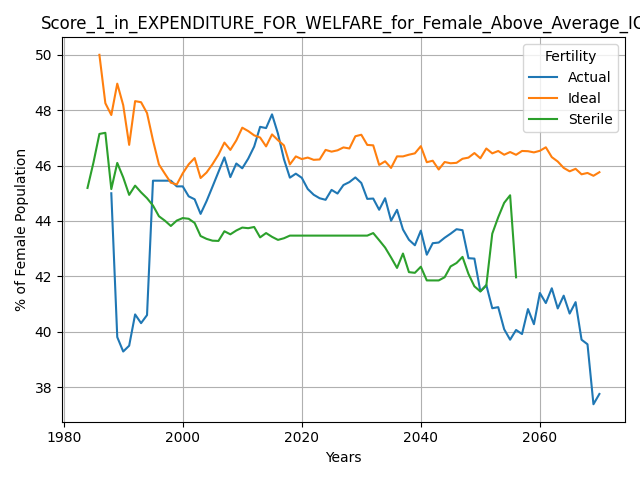 Score_1_in_EXPENDITURE_FOR_WELFARE_for_Female_Above_Average_IQ
Fertility
Actual
Ideal
Sterile
50
48
46
44
42
40
38
% of Female Population
1980 2000 2020 2040 2060
Years